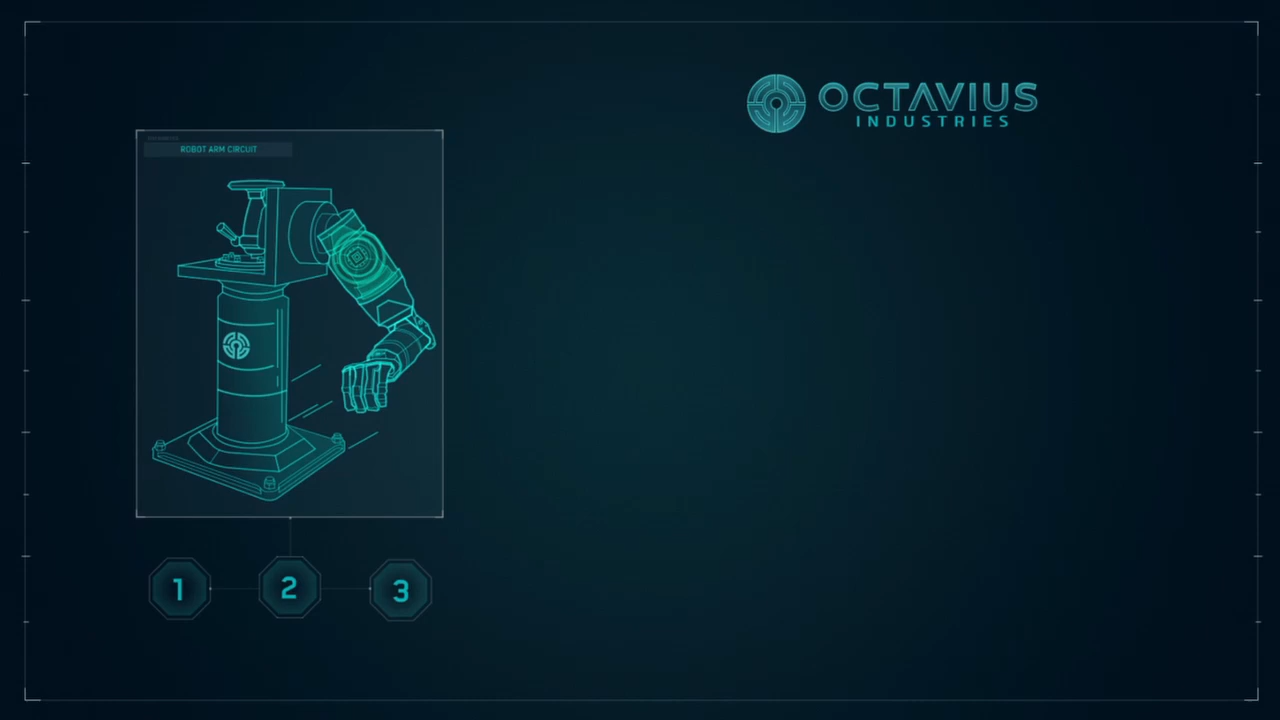 OCTAVIUS
INDUSTRIES
ROBOT ARM CIRCUIT
1
2
3